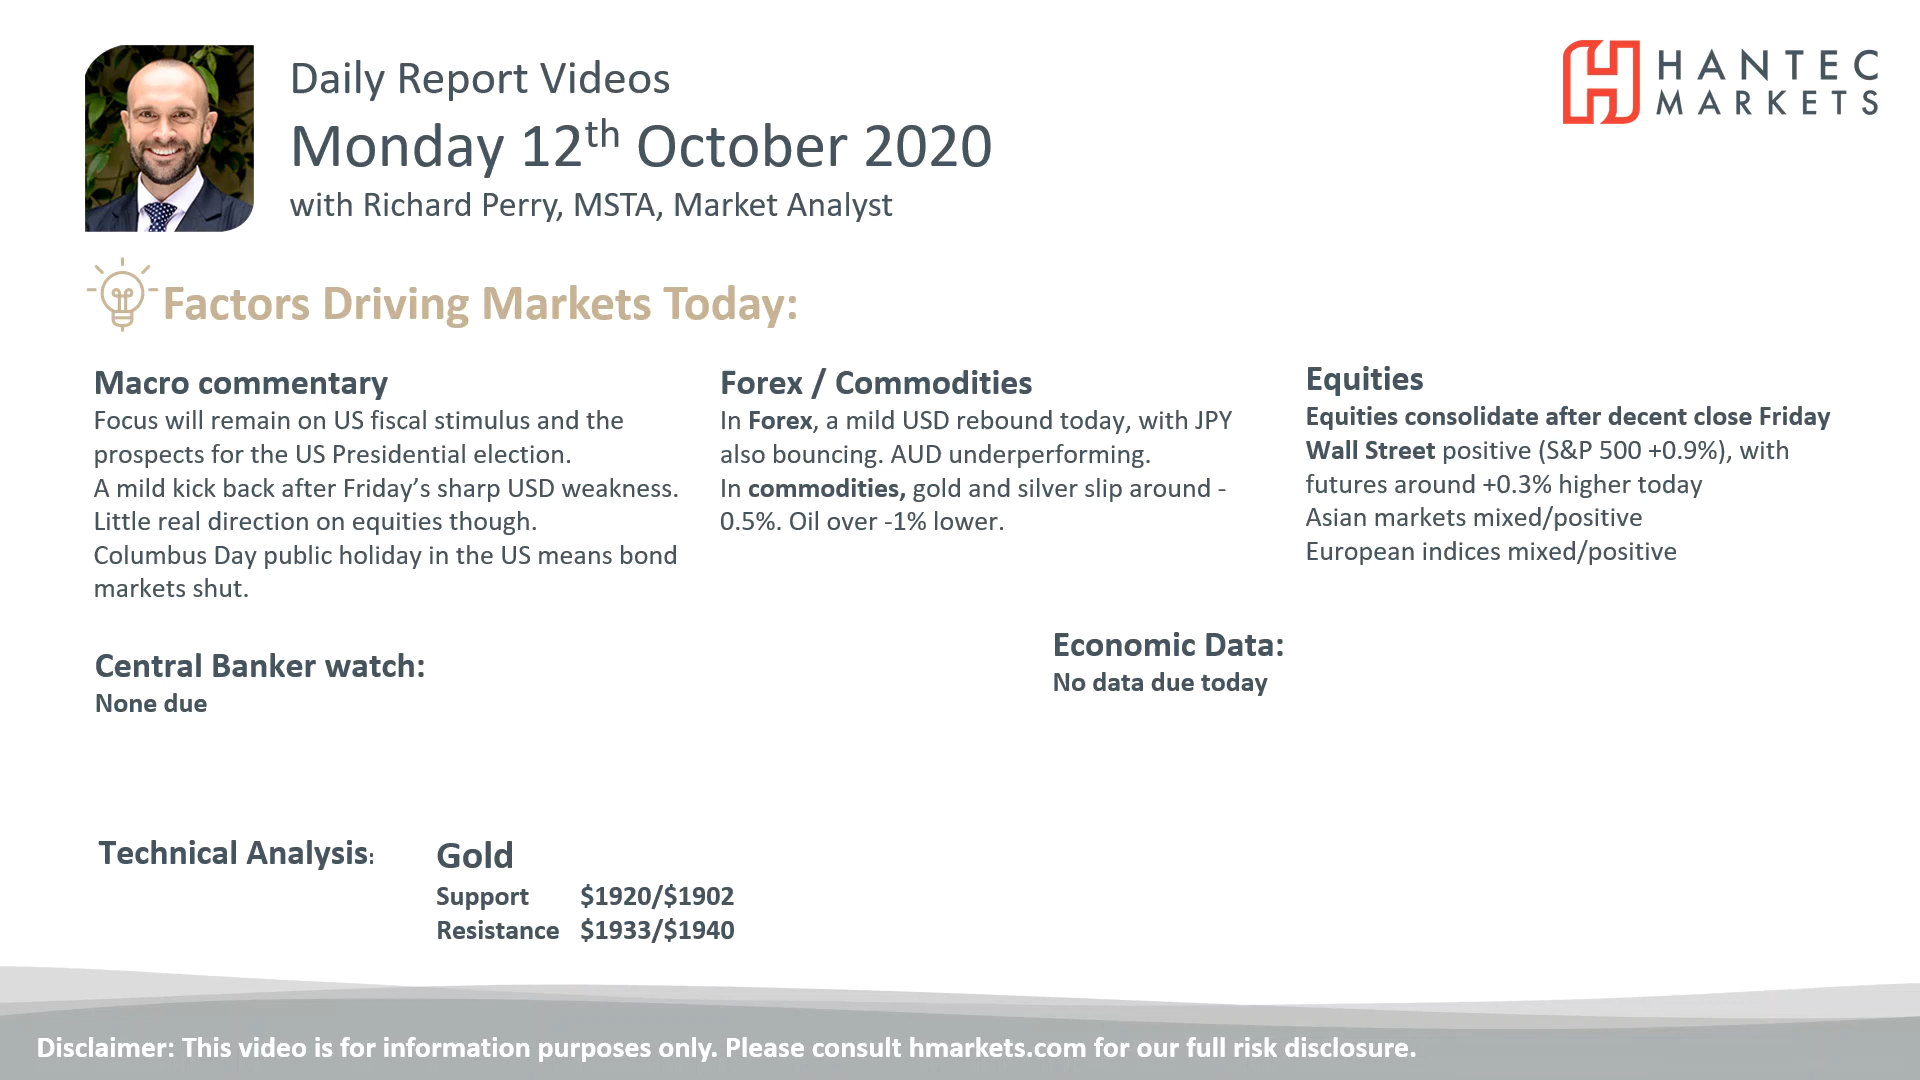 Daily Report Videos
Monday 12th October 2020
with Richard Perry, MSTA, Market Analyst
HANTEC
MARKETS
Factors Driving Markets Today:
Macro commentary
Focus will remain on US fiscal stimulus and the
prospects for the US Presidential election.
A mild kick back after Friday’s sharp USD weakness.
Little real direction on equities though.
Columbus Day public holiday in the US means bond
markets shut.
Forex / Commodities
In Forex, a mild USD rebound today, with JPY
also bouncing. AUD underperforming.
In commodities, gold and silver slip around -
0.5%. Oil over -1% lower.
Equities
Equities consolidate after decent close Friday
Wall Street positive (S&P 500 +0.9%), with
futures around +0.3% higher today
Asian markets mixed/positive
European indices mixed/positive
Central Banker watch:
None due
Economic Data:
No data due today
Technical Analysis:
Gold
Support $1920/$1902
Resistance $1933/$1940
Disclaimer: This video is for information purposes only. Please consult hmarkets.com for our full risk disclosure.